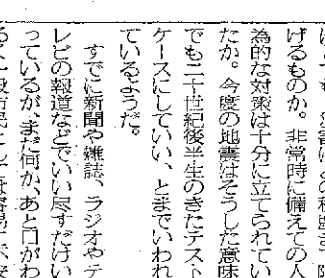 げるものか。非常時に備えての人
為的な対策は十分に立てられてい
たか。今度の地震はそうした意味
でも二十世紀後半生のきたテスト
ケースにしていい、とまでいわれ
ているようだ。
すでに新聞や雑誌、ラジオやテ
レビの報道などでいい尽すだけい
っているが、まだ何か、あと口がわ